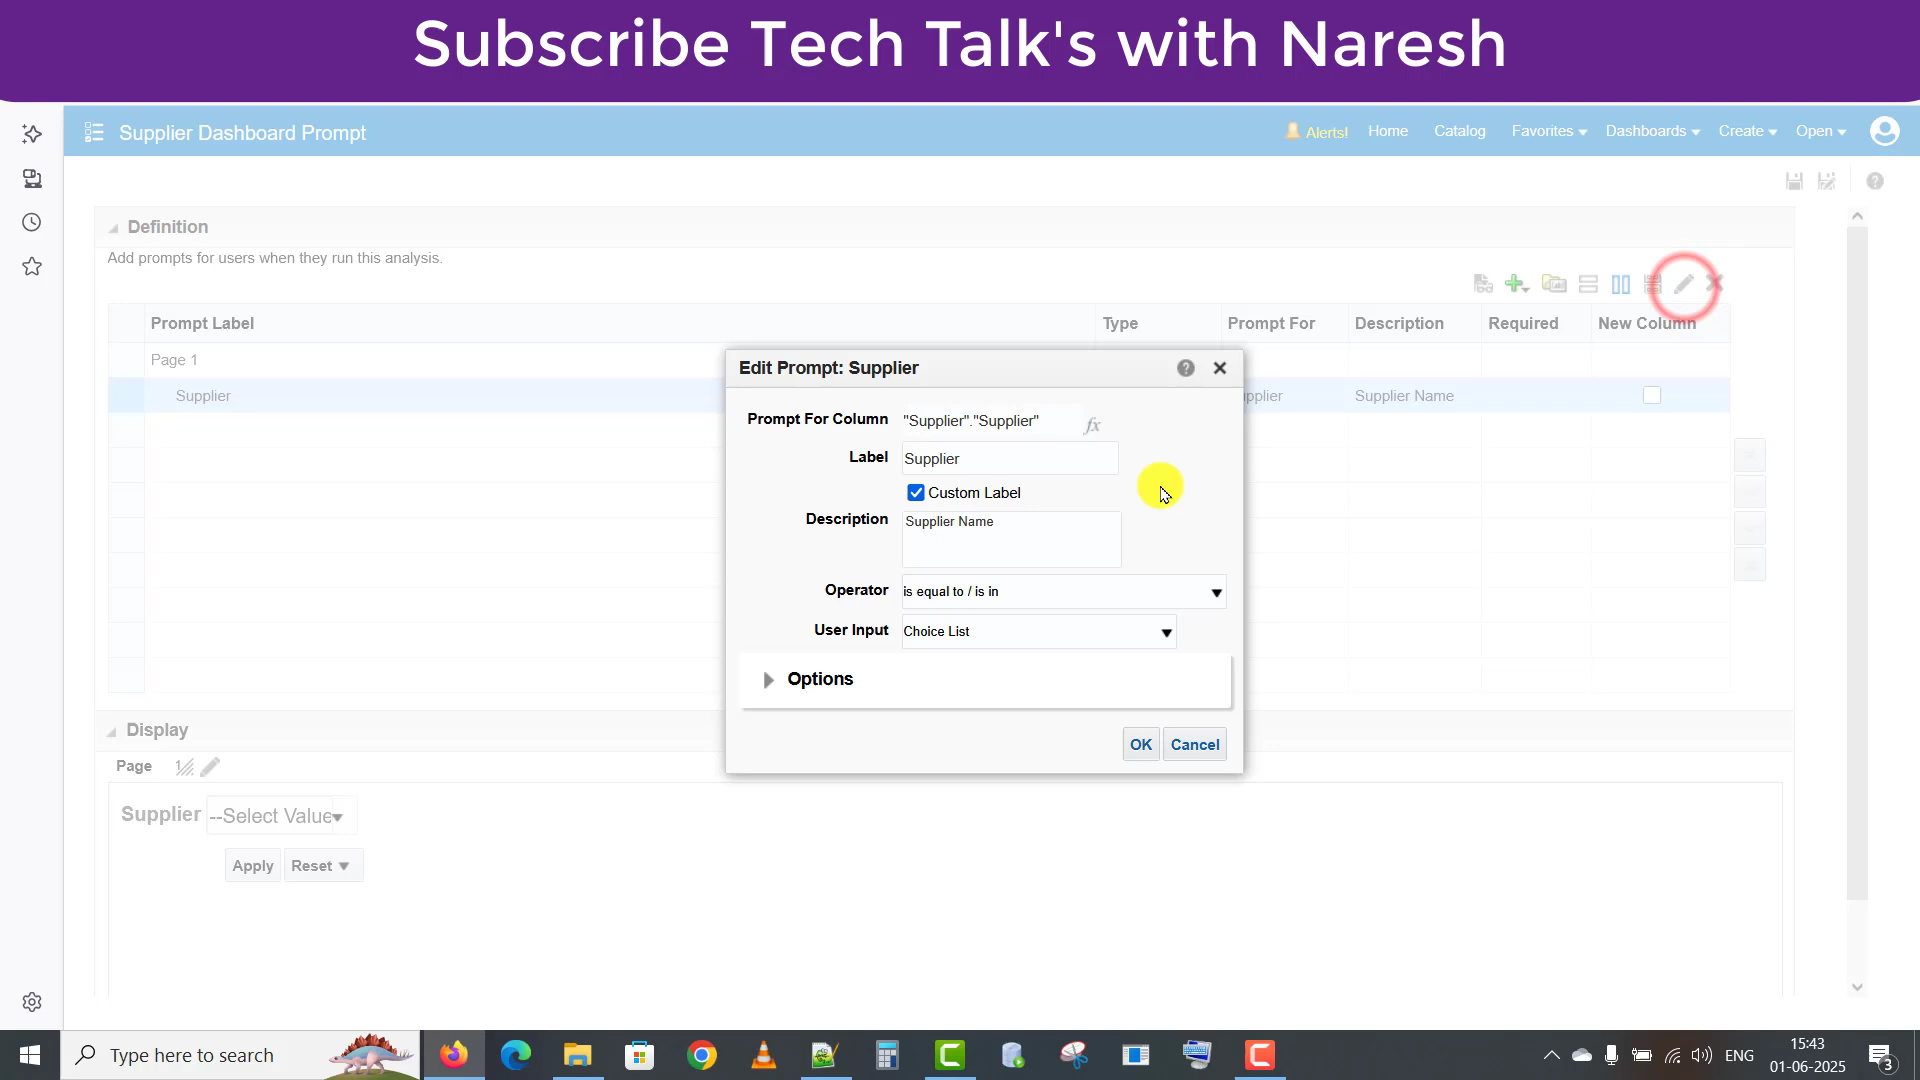 Subscribe Tech Talk's with Naresh
Supplier Dashboard Prompt
Alerts!
Home
Catalog
Favorites
Dashboards
Create
Open
Definition
Add prompts for users when they run this analysis.
Prompt Label
Type
Prompt For
Description
Required
New Column
Page 1
Supplier
upplier
Supplier Name
Edit Prompt: Supplier
Prompt For Column "Supplier"."Supplier" fx
Label Supplier
Custom Label
Description Supplier Name
Operator is equal to / is in
User Input Choice List
Options
OK Cancel
Display
Page 1
Supplier --Select Value
Apply Reset
Type here to search
ENG
15:43
01-06-2025
3